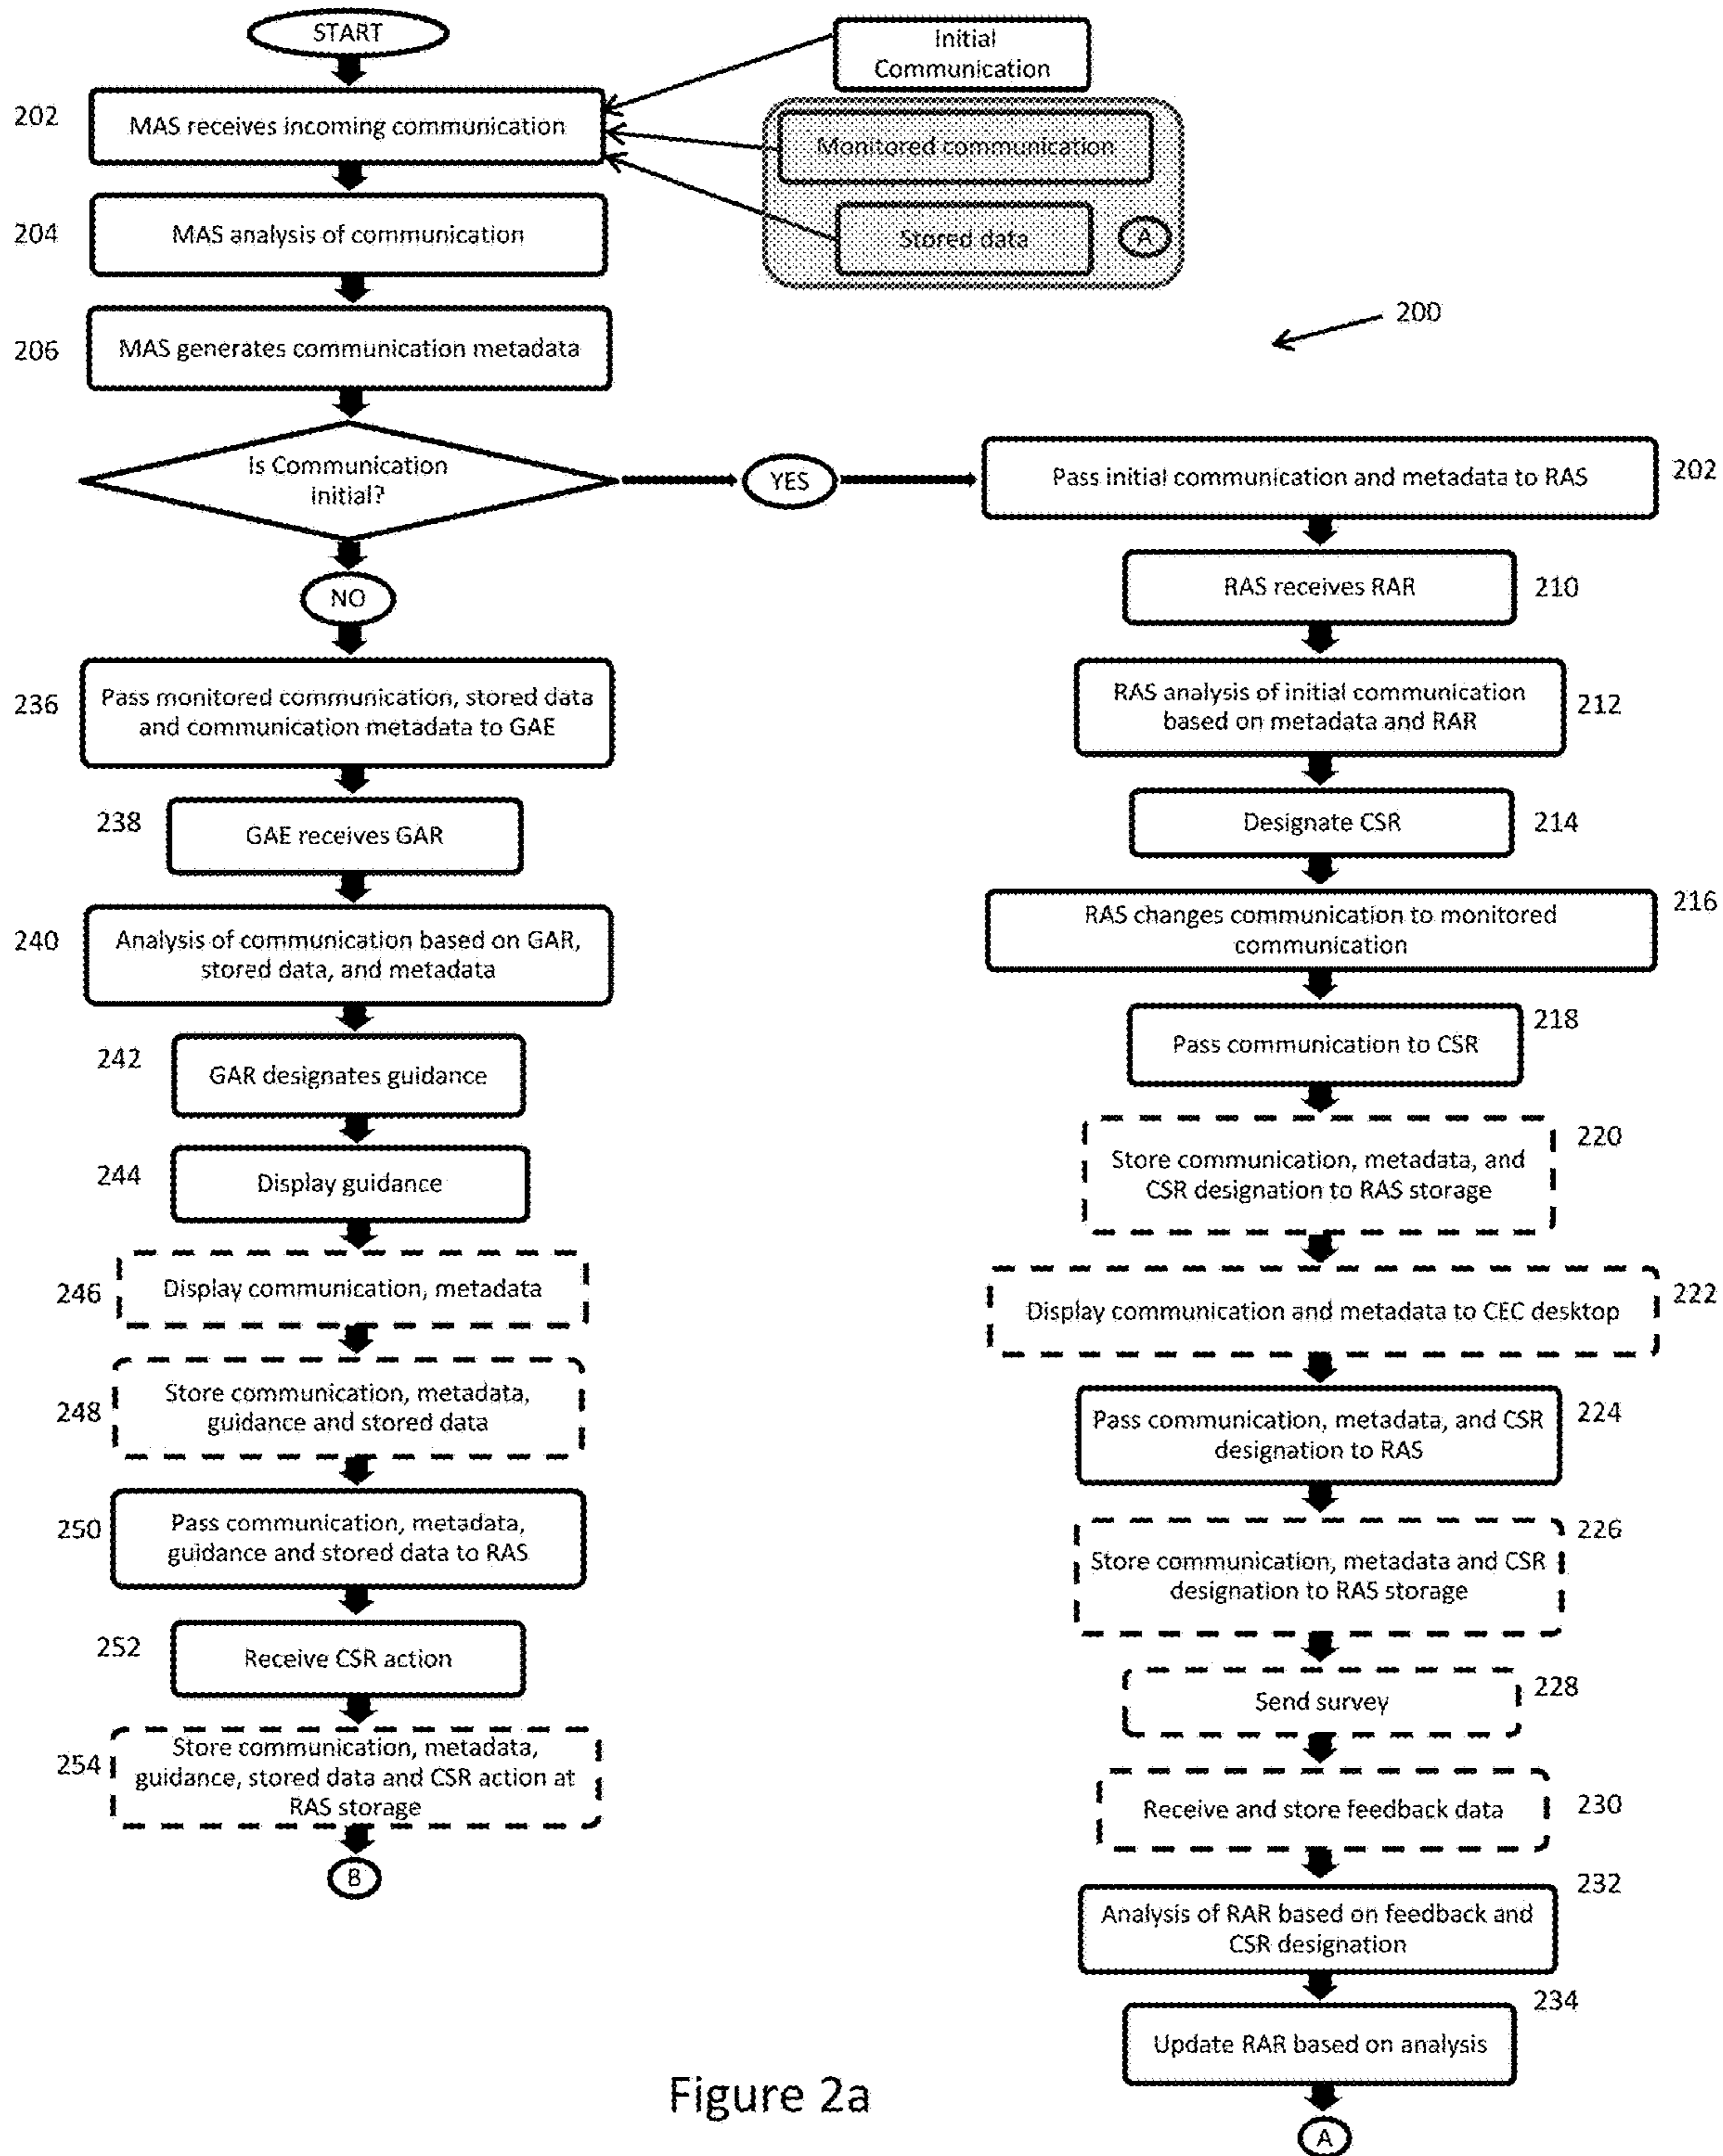 START
Initial
Communication
202
MAS receives incoming communication
Monitored communication
204
MAS analysis of communication
Stored data
A
200
206
MAS generates communication metadata
Is Communication
initial?
YES
Pass initial communication and metadata to RAS
202
NO
RAS receives RAR
210
236
Pass monitored communication, stored data
and communication metadata to GAE
RAS analysis of initial communication
based on metadata and RAR
212
238
GAE receives GAR
Designate CSR
214
240
Analysis of communication based on GAR,
stored data, and metadata
RAS changes communication to monitored
communication
216
242
GAR designates guidance
Pass communication to CSR
218
244
Display guidance
Store communication, metadata, and
CSR designation to RAS storage
220
246
Display communication, metadata
Display communication and metadata to CEC desktop
222
248
Store communication, metadata,
guidance and stored data
Pass communication, metadata, and CSR
designation to RAS
224
250
Pass communication, metadata,
guidance and stored data to RAS
Store communication, metadata and CSR
designation to RAS storage
226
252
Receive CSR action
Send survey
228
254
Store communication, metadata,
guidance, stored data and CSR action at
RAS storage
Receive and store feedback data
230
B
Analysis of RAR based on feedback and
CSR designation
232
Update RAR based on analysis
234
Figure 2a
A